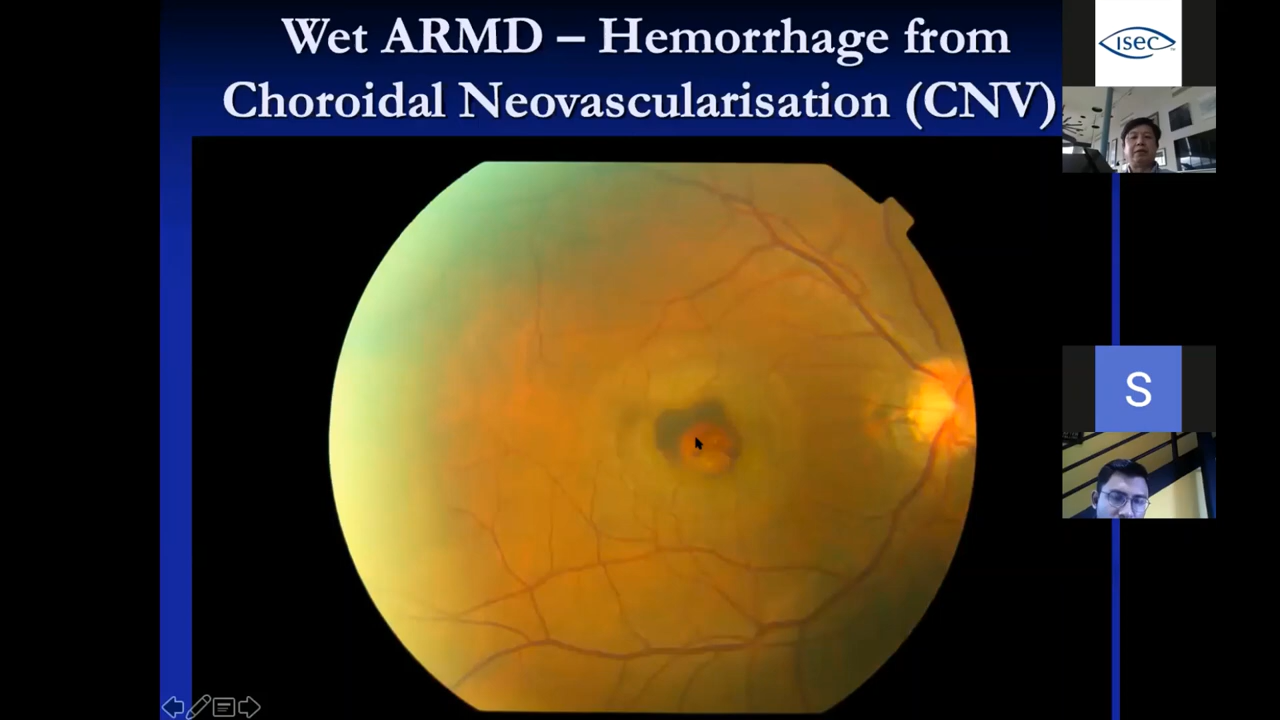 Wet ARMD – Hemorrhage from
Choroidal Neovascularisation (CNV)
ISEC
S